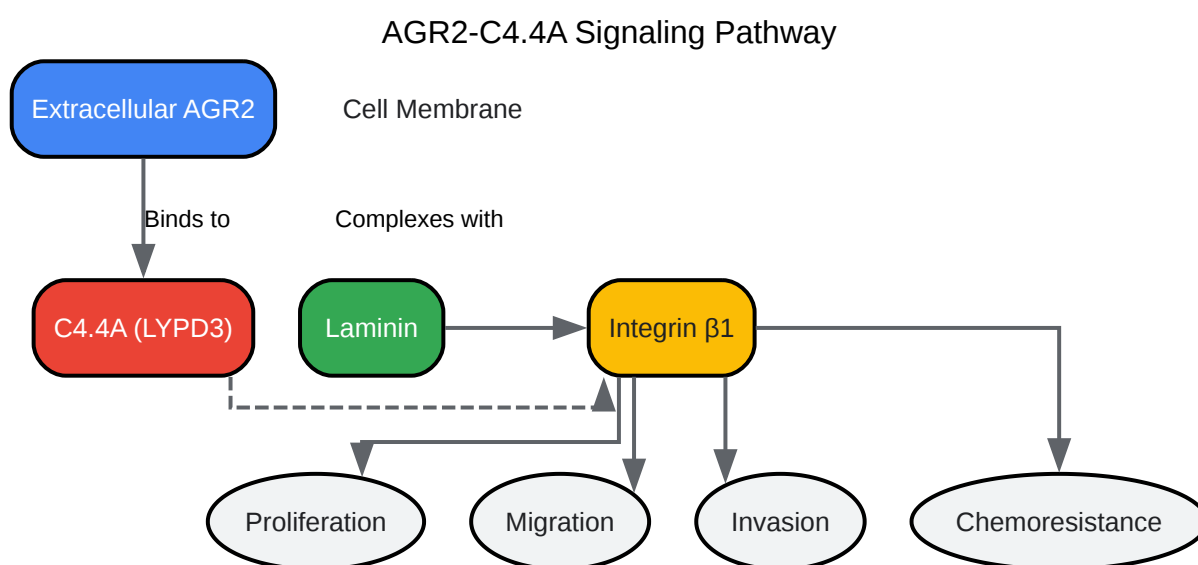 AGR2-C4.4A Signaling Pathway
Extracellular AGR2
Cell Membrane
Binds to
Complexes with
C4.4A (LYPD3)
Laminin
Integrin β1
Proliferation
Migration
Invasion
Chemoresistance